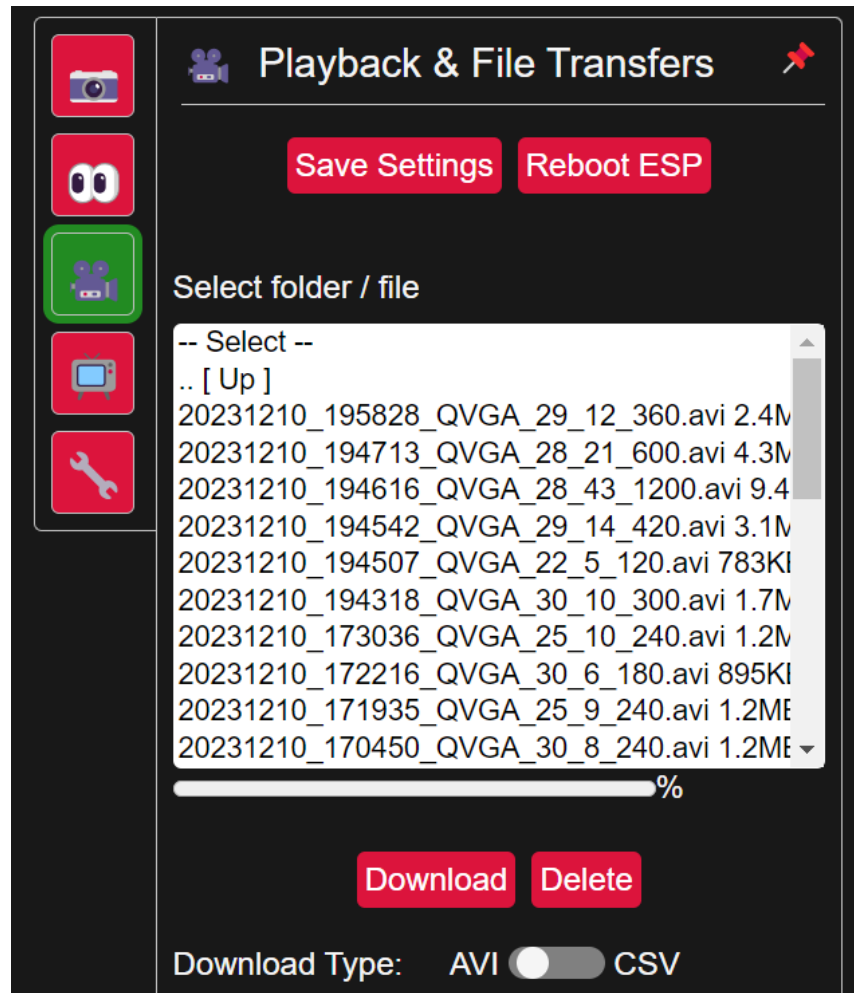 Playback & File Transfers
Save Settings Reboot ESP
Select folder / file
-- Select --
.. [ Up ]
20231210_195828_QVGA_29_12_360.avi 2.4M
20231210_194713_QVGA_28_21_600.avi 4.3M
20231210_194616_QVGA_28_43_1200.avi 9.4
20231210_194542_QVGA_29_14_420.avi 3.1M
20231210_194507_QVGA_22_5_120.avi 783KB
20231210_194318_QVGA_30_10_300.avi 1.7M
20231210_173036_QVGA_25_10_240.avi 1.2M
20231210_172216_QVGA_30_6_180.avi 895KB
20231210_171935_QVGA_25_9_240.avi 1.2MB
20231210_170450_QVGA_30_8_240.avi 1.2MB
%
Download Delete
Download Type: AVI CSV